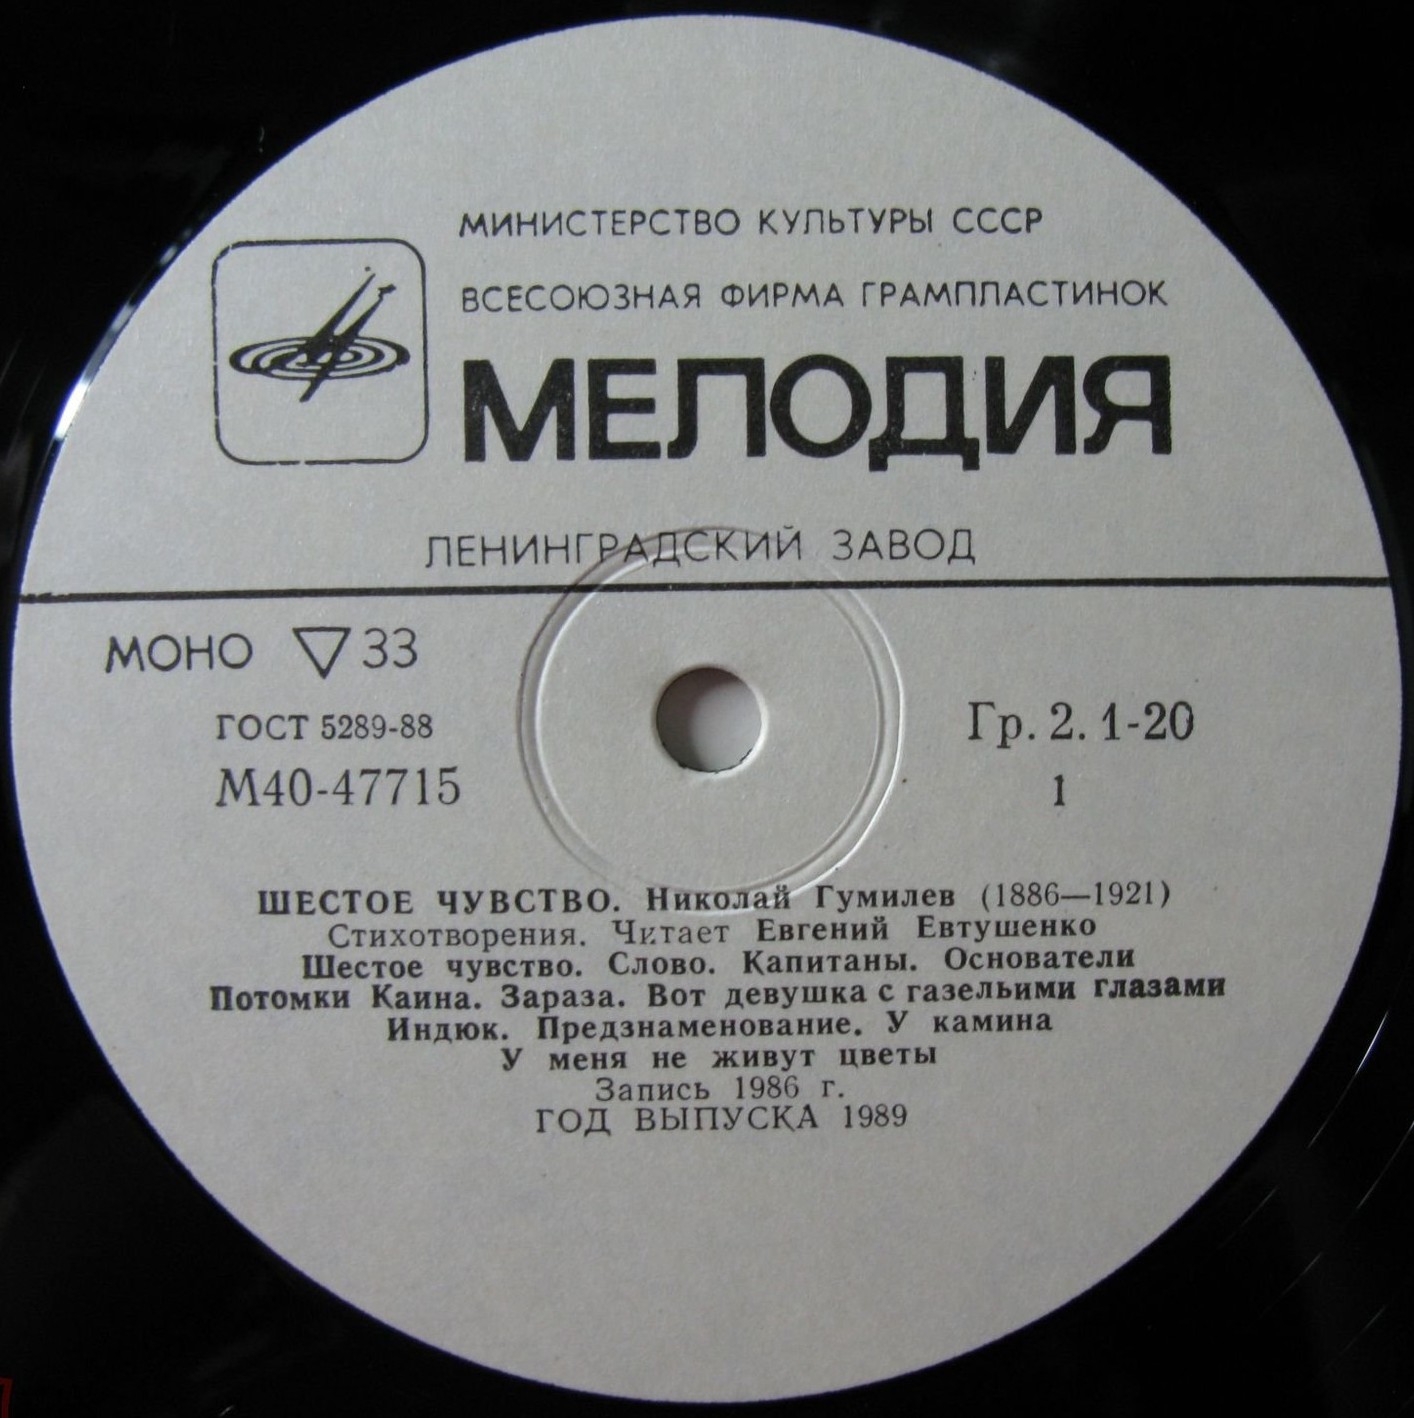 МИНИСТЕРСТВО КУЛЬТУРЫ СССР
ВСЕСОЮЗНАЯ ФИРМА ГРАМПЛАСТИНОК
МЕЛОДИЯ
ЛЕНИНГРАДСКИЙ ЗАВОД
МОНО ▽ 33
ГОСТ 5289-88
М40-47715
Гр. 2. 1-20
1
ШЕСТОЕ ЧУВСТВО. Николай Гумилев (1886—1921)
Стихотворения. Читает Евгений Евтушенко
Шестое чувство. Слово. Капитаны. Основатели
Потомки Каина. Зараза. Вот девушка с газельими глазами
Индюк. Предзнаменование. У камина
У меня не живут цветы
Запись 1986 г.
ГОД ВЫПУСКА 1989